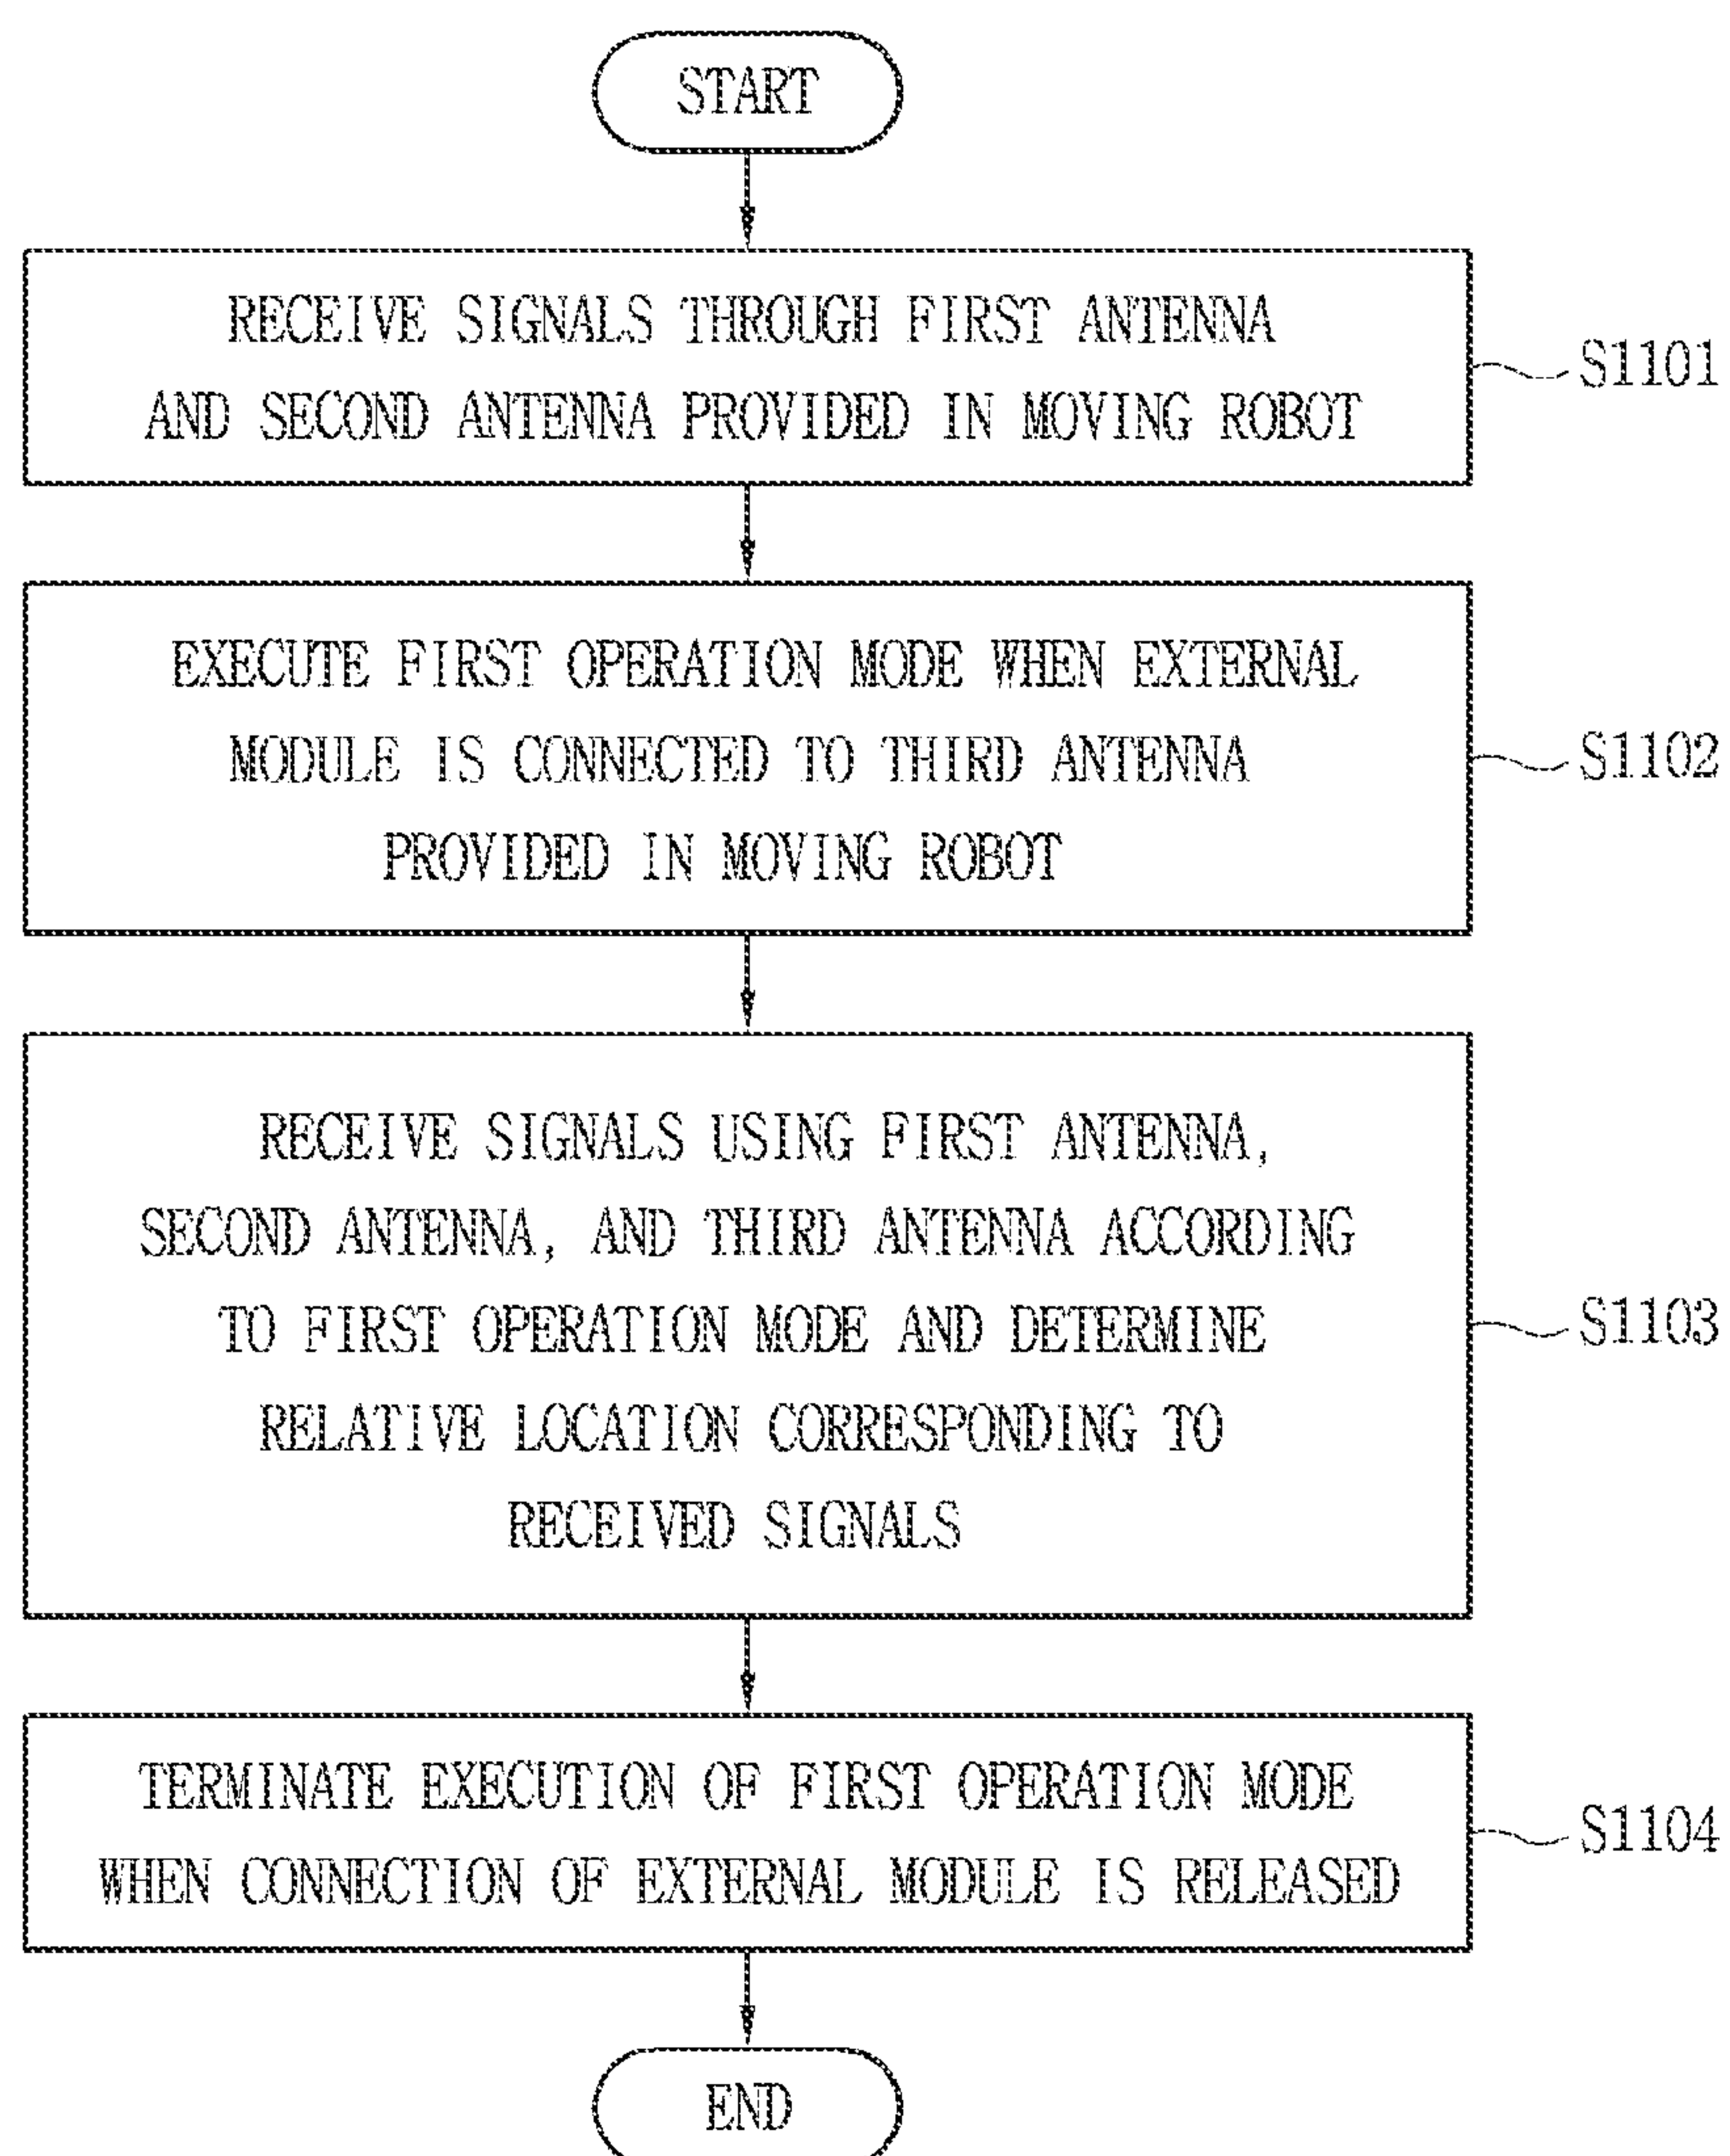 START
RECEIVE SIGNALS THROUGH FIRST ANTENNA
AND SECOND ANTENNA PROVIDED IN MOVING ROBOT
S1101
EXECUTE FIRST OPERATION MODE WHEN EXTERNAL
MODULE IS CONNECTED TO THIRD ANTENNA
PROVIDED IN MOVING ROBOT
S1102
RECEIVE SIGNALS USING FIRST ANTENNA,
SECOND ANTENNA, AND THIRD ANTENNA ACCORDING
TO FIRST OPERATION MODE AND DETERMINE
RELATIVE LOCATION CORRESPONDING TO
RECEIVED SIGNALS
S1103
TERMINATE EXECUTION OF FIRST OPERATION MODE
WHEN CONNECTION OF EXTERNAL MODULE IS RELEASED
S1104
END